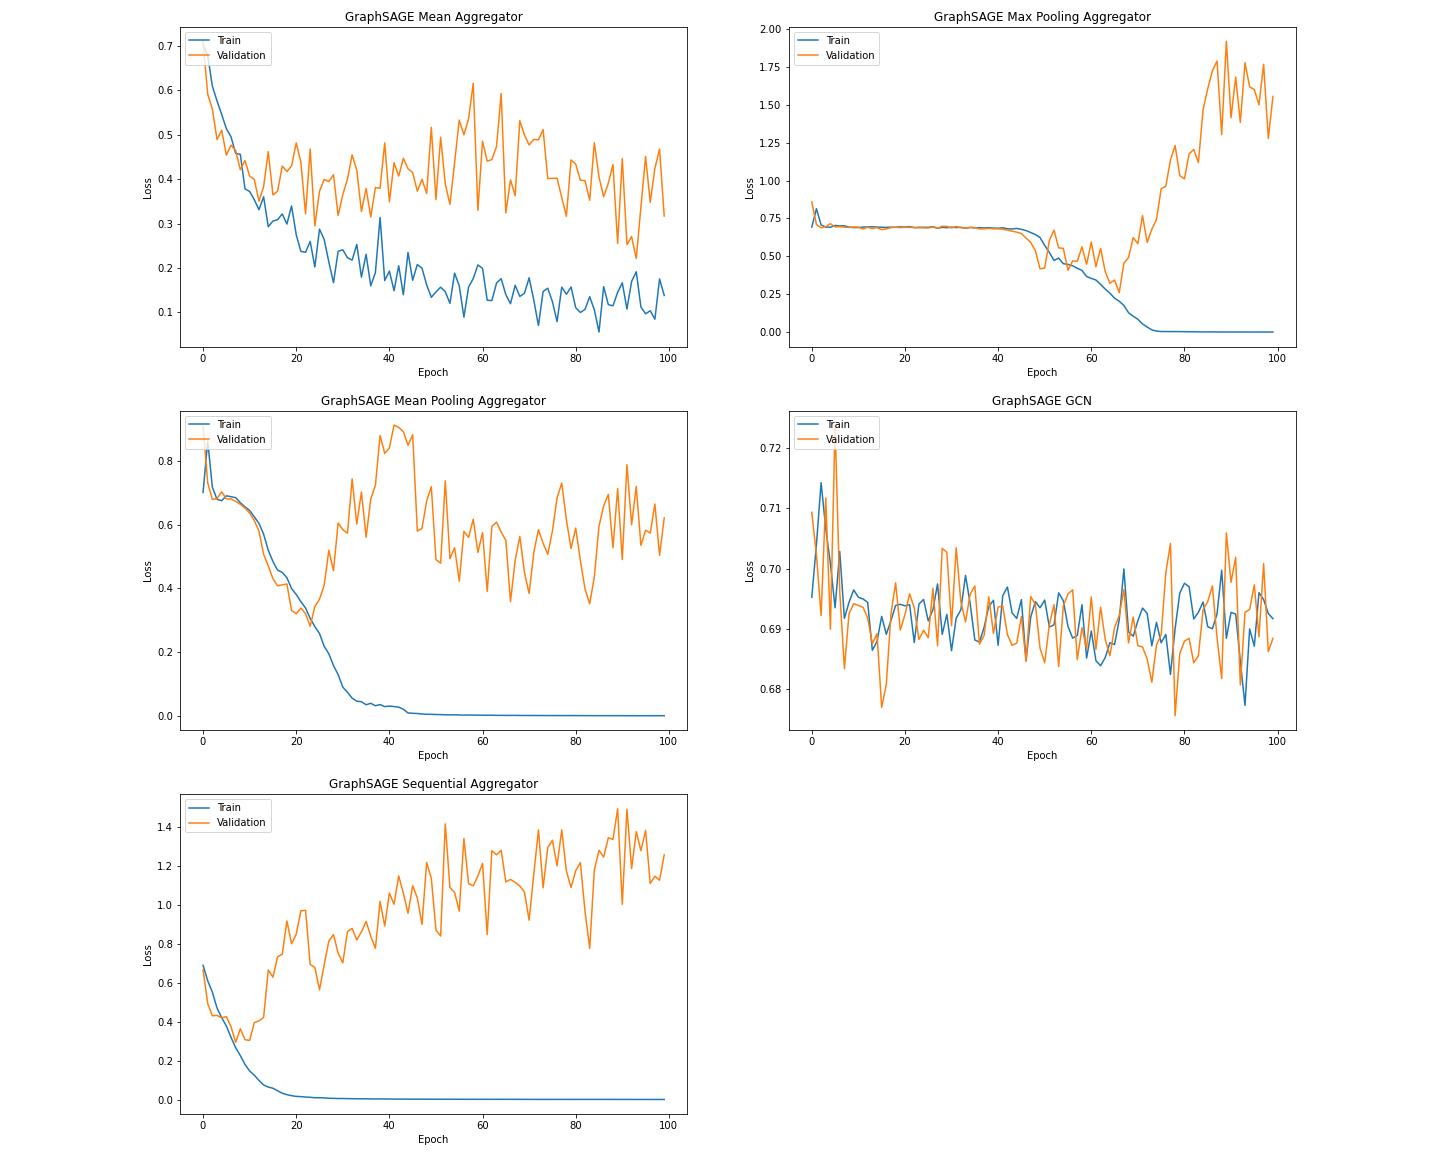 GraphSAGE Mean Aggregator
Train
Validation
0.7
0.6
0.5
0.4
0.3
0.2
0.1
Loss
0 20 40 60 80 100
Epoch
GraphSAGE Max Pooling Aggregator
Train
Validation
2.00
1.75
1.50
1.25
1.00
0.75
0.50
0.25
0.00
Loss
0 20 40 60 80 100
Epoch
GraphSAGE Mean Pooling Aggregator
Train
Validation
0.8
0.6
0.4
0.2
0.0
Loss
0 20 40 60 80 100
Epoch
GraphSAGE GCN
Train
Validation
0.72
0.71
0.70
0.69
0.68
Loss
0 20 40 60 80 100
Epoch
GraphSAGE Sequential Aggregator
Train
Validation
1.4
1.2
1.0
0.8
0.6
0.4
0.2
0.0
Loss
0 20 40 60 80 100
Epoch